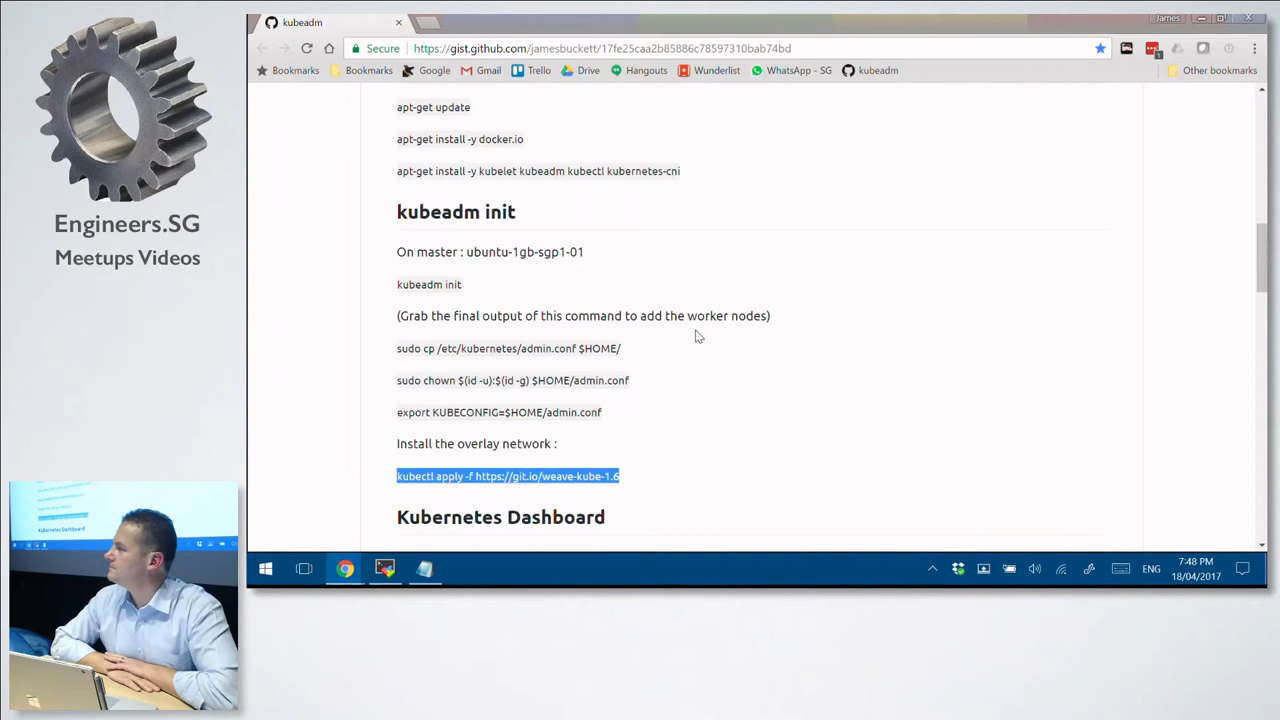 kubeadm
James
Secure
https://gist.github.com/jamesbuckett/17fe25caa2b85886c78597310bab74bd
1
Bookmarks Bookmarks Google Gmail Trello Drive Hangouts Wunderlist WhatsApp - SG kubeadm Other bookmarks
apt-get update
apt-get install -y docker.io
apt-get install -y kubelet kubeadm kubectl kubernetes-cni
kubeadm init
On master : ubuntu-1gb-sgp1-01
kubeadm init
(Grab the final output of this command to add the worker nodes)
sudo cp /etc/kubernetes/admin.conf $HOME/
sudo chown $(id -u):$(id -g) $HOME/admin.conf
export KUBECONFIG=$HOME/admin.conf
Install the overlay network :
kubectl apply -f https://git.io/weave-kube-1.6
Kubernetes Dashboard
ENG
7:48 PM
18/04/2017
Engineers.SG
Meetups Videos
Kubernetes Dashboard